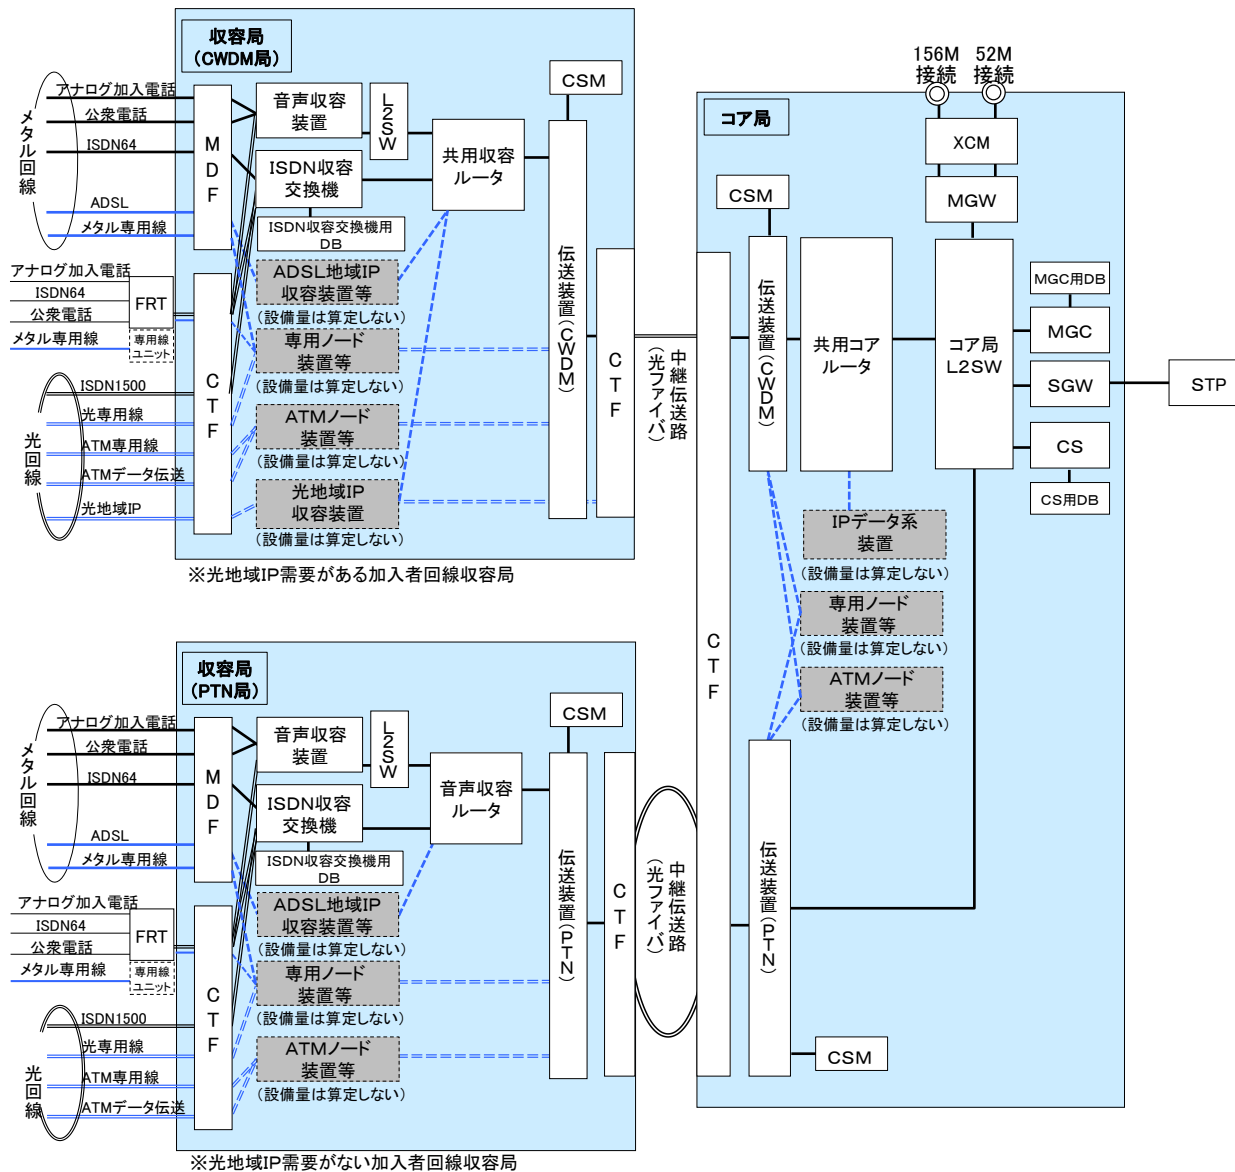 収容局
(CWDM局)
メタル回線
アナログ加入電話
公衆電話
ISDN64
ADSL
メタル専用線
MDF
音声収容
装置
L2SW
ISDN収容
交換機
ISDN収容交換機用
DB
共用収容
ルータ
CSM
伝送装置(CWDM)
CTF
アナログ加入電話
ISDN64
公衆電話
メタル専用線
FRT
専用線
ユニット
CTF
ADSL地域IP
収容装置等
(設備量は算定しない)
専用ノード
装置等
(設備量は算定しない)
ATMノード
装置等
(設備量は算定しない)
光地域IP
収容装置
(設備量は算定しない)
光回線
ISDN1500
光専用線
ATM専用線
ATMデータ伝送
光地域IP
※光地域IP需要がある加入者回線収容局
中継伝送路
(光ファイバ)
収容局
(PTN局)
メタル回線
アナログ加入電話
公衆電話
ISDN64
ADSL
メタル専用線
MDF
音声収容
装置
L2SW
ISDN収容
交換機
ISDN収容交換機用
DB
音声収容
ルータ
CSM
伝送装置(PTN)
CTF
アナログ加入電話
ISDN64
公衆電話
メタル専用線
FRT
専用線
ユニット
CTF
ADSL地域IP
収容装置等
(設備量は算定しない)
専用ノード
装置等
(設備量は算定しない)
ATMノード
装置等
(設備量は算定しない)
光回線
ISDN1500
光専用線
ATM専用線
ATMデータ伝送
※光地域IP需要がない加入者回線収容局
中継伝送路
(光ファイバ)
コア局
156M
接続
52M
接続
XCM
MGW
CSM
CTF
伝送装置(CWDM)
共用コア
ルータ
コア局
L2SW
MGC用DB
MGC
SGW
STP
CS
CS用DB
IPデータ系
装置
(設備量は算定しない)
専用ノード
装置等
(設備量は算定しない)
ATMノード
装置等
(設備量は算定しない)
伝送装置(PTN)
CSM